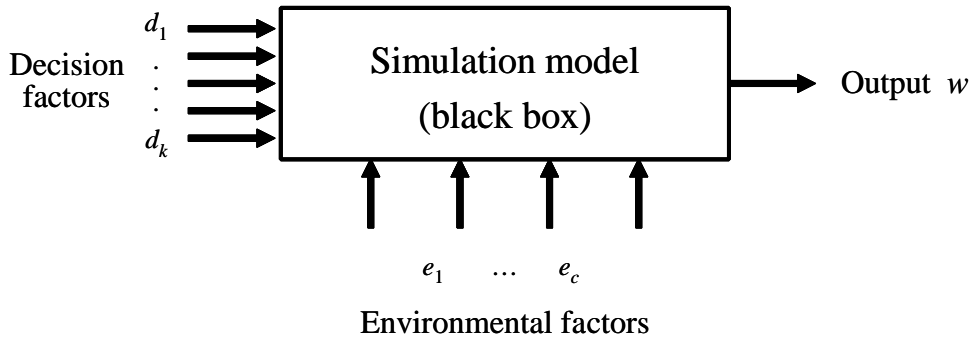 d1
Decision
factors
.
.
.
dk
Simulation model
(black box)
Output w
e1 ... ec
Environmental factors